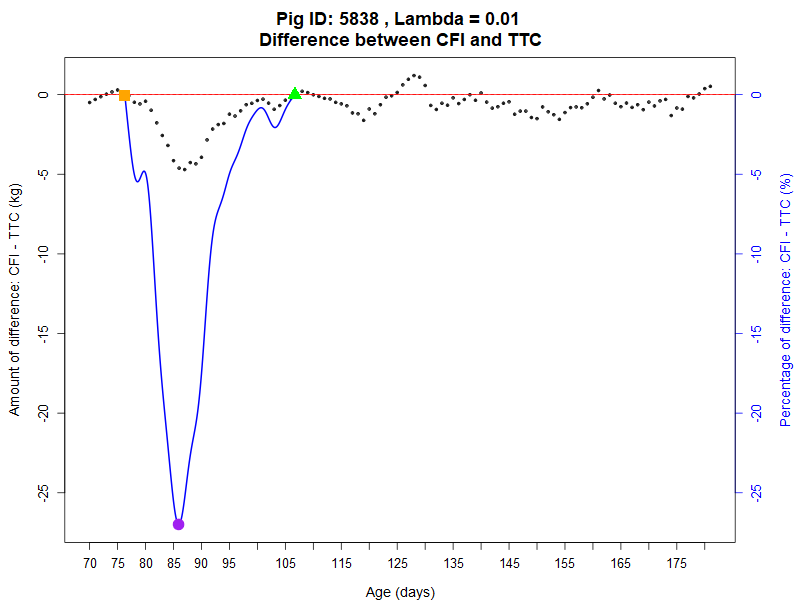 Pig ID: 5838 , Lambda = 0.01
Difference between CFI and TTC
Amount of difference: CFI - TTC (kg)
0
-5
-10
-15
-20
-25
0
-5
-10
-15
-20
-25
Percentage of difference: CFI - TTC (%)
70 75 80 85 90 95 105 115 125 135 145 155 165 175
Age (days)